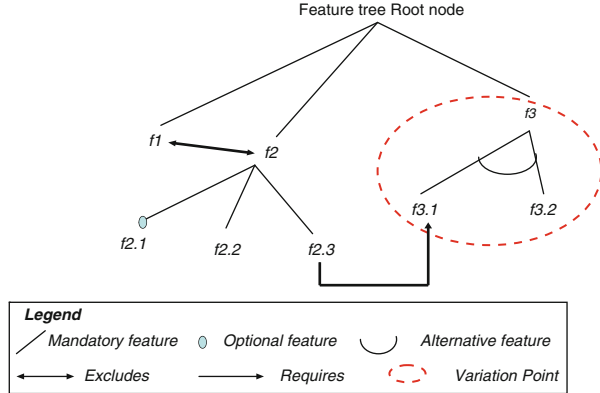 Feature tree Root node
f1
f2
f3
f2.1
f2.2
f2.3
f3.1
f3.2
Legend
Mandatory feature
Optional feature
Alternative feature
Excludes
Requires
Variation Point